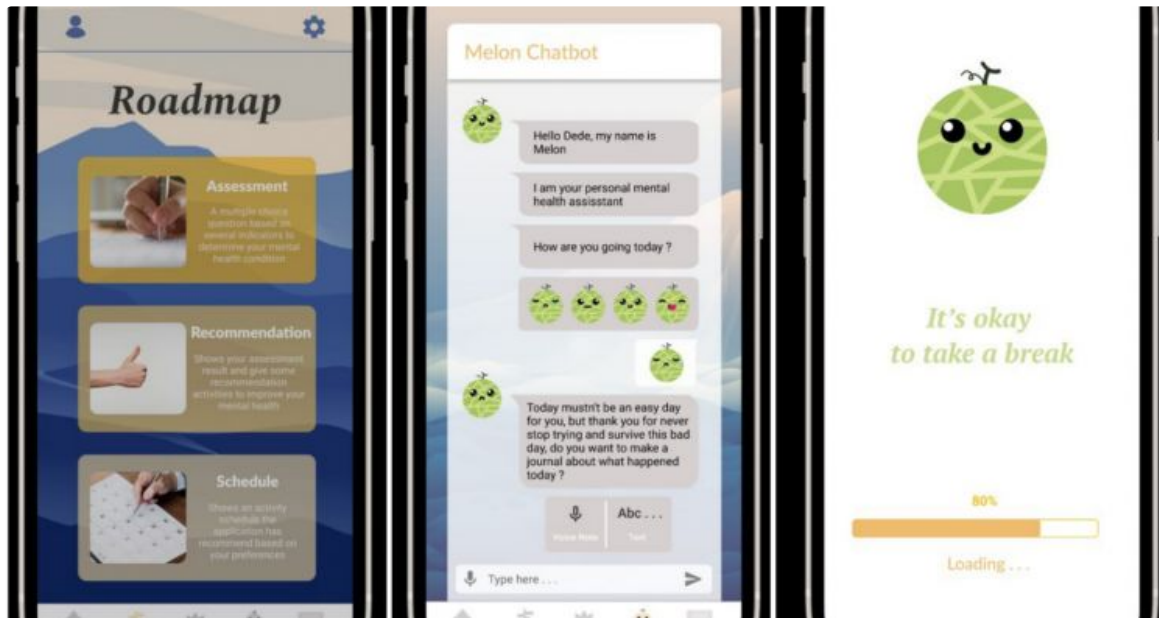 Roadmap
Assessment
A multiple choice
question based on
several indicators to
determine your mental
health condition
Recommendation
Shows your assessment
result and give some
recommendation
activities to improve your
mental health
Schedule
Shows an activity
schedule the
application has
recommend based on
your preferences
Melon Chatbot
Hello Dede, my name is
Melon
I am your personal mental
health assisstant
How are you going today ?
Today mustn't be an easy day
for you, but thank you for never
stop trying and survive this bad
day, do you want to make a
journal about what happened
today ?
Abc . . .
Voice Note
Text
Type here . . .
It's okay
to take a break
80%
Loading . . .